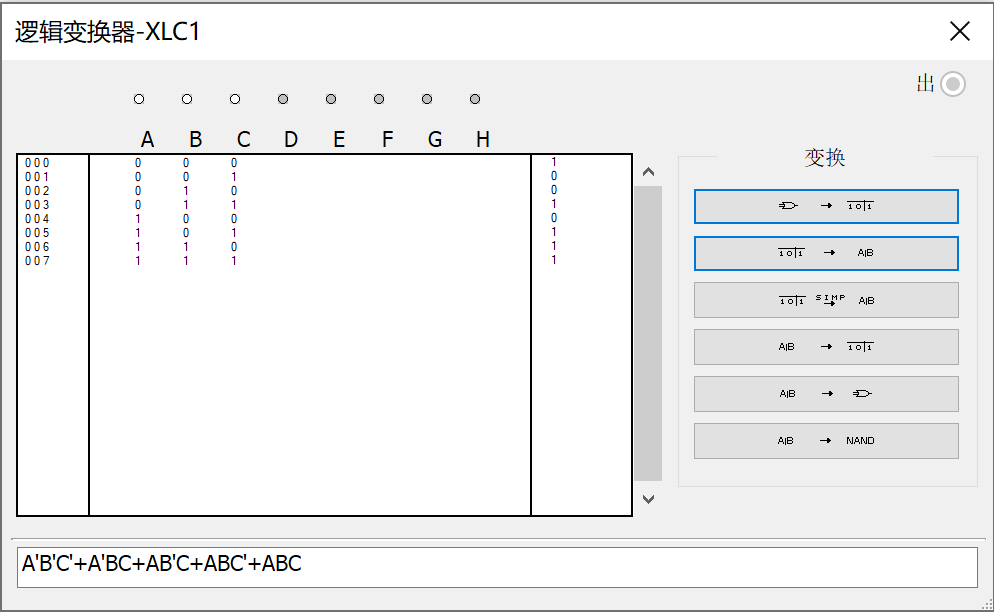 逻辑变换器-XLC1
出
A B C D E F G H
变换
000 0 0 0 1
001 0 0 1 0
002 0 1 0 0
003 0 1 1 1
004 1 0 0 0
005 1 0 1 1
006 1 1 0 1
007 1 1 1 1
→ 1 0|1
1 0|1 → A|B
1 0|1 SIMP → A|B
A|B → 1 0|1
A|B →
A|B → NAND
A'B'C'+A'BC+AB'C+ABC'+ABC